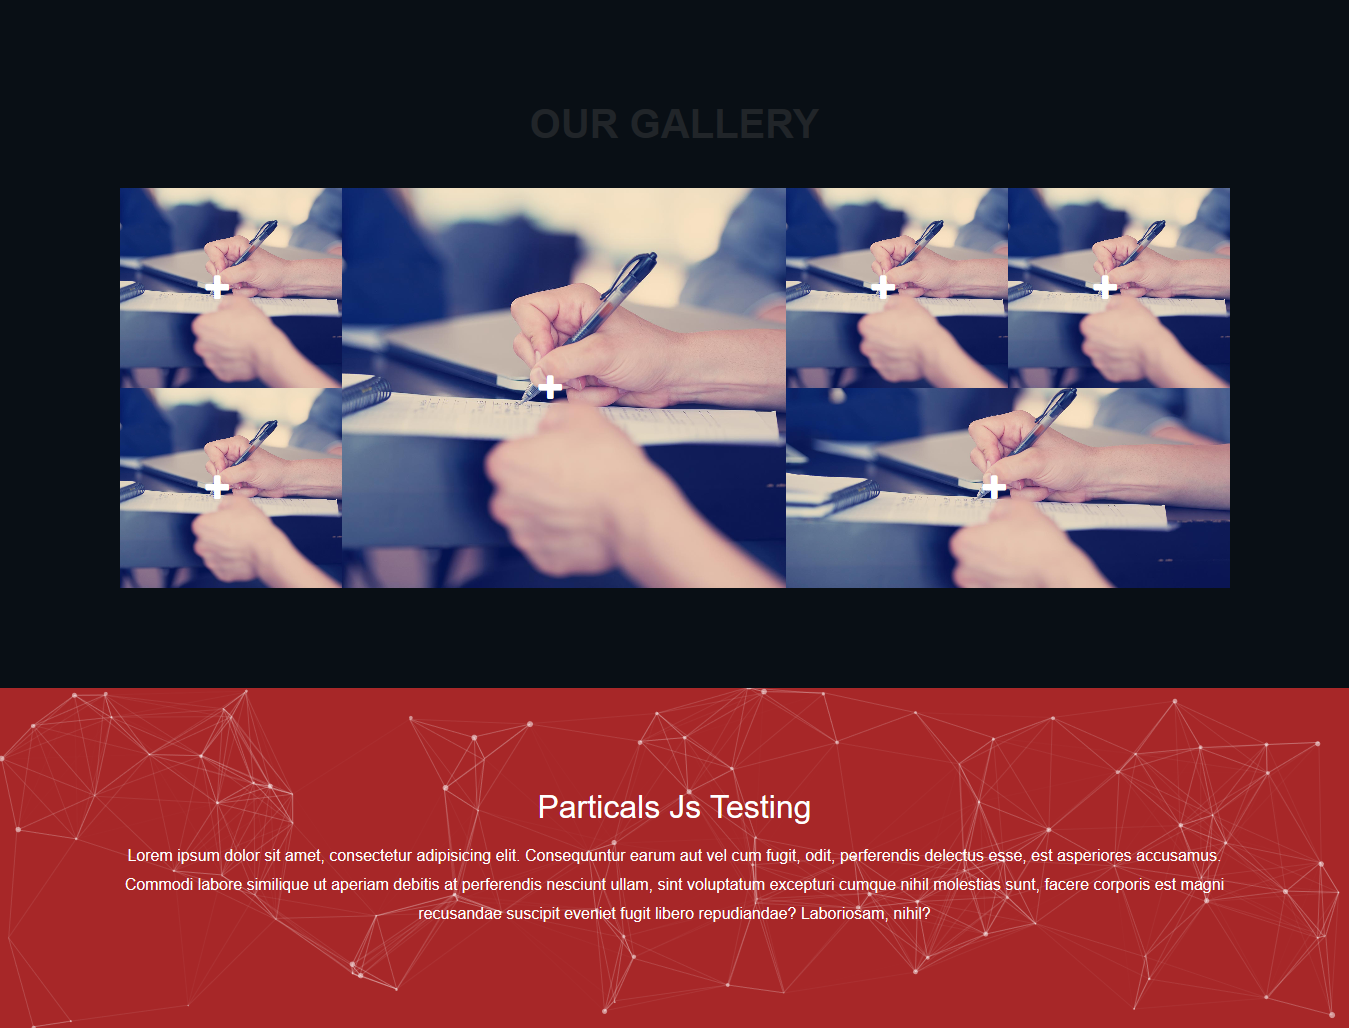 OUR GALLERY
Particals Js Testing
Lorem ipsum dolor sit amet, consectetur adipisicing elit. Consequuntur earum aut vel cum fugit, odit, perferendis delectus esse, est asperiores accusamus.
Commodi labore similique ut aperiam debitis at perferendis nesciunt ullam, sint voluptatum excepturi cumque nihil molestias sunt, facere corporis est magni
recusandae suscipit eveniet fugit libero repudiandae? Laboriosam, nihil?